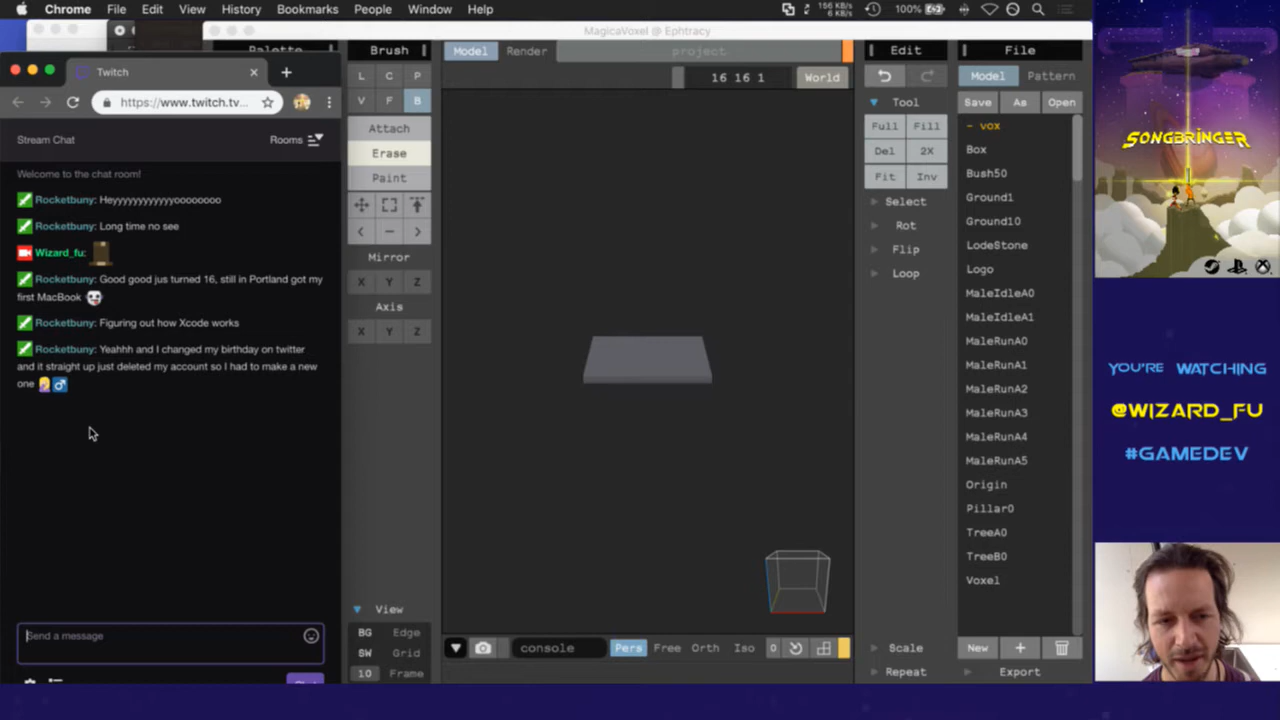 Chrome File Edit View History Bookmarks People Window Help
156 KB/s
6 KB/s
100%
MagicaVoxel @ Ephtracy
Twitch
https://www.twitch.tv...
Stream Chat
Rooms
Welcome to the chat room!
Rocketbuny: Heyyyyyyyyyyyoooooooo
Rocketbuny: Long time no see
Wizard_fu:
Rocketbuny: Good good jus turned 16, still in Portland got my
first MacBook
Rocketbuny: Figuring out how Xcode works
Rocketbuny: Yeahhh and I changed my birthday on twitter
and it straight up just deleted my account so I had to make a new
one
Send a message
Chat
Palette
Brush
L C P
V F B
Attach
Erase
Paint
Mirror
X Y Z
Axis
X Y Z
View
BG Edge
SW Grid
10 Frame
Model Render project
16 16 1 World
console Pers Free Orth Iso 0
Edit
Tool
Full Fill
Del 2X
Fit Inv
Select
Rot
Flip
Loop
Scale
Repeat
File
Model Pattern
Save As Open
- vox
Box
Bush50
Ground1
Ground10
LodeStone
Logo
MaleIdleA0
MaleIdleA1
MaleRunA0
MaleRunA1
MaleRunA2
MaleRunA3
MaleRunA4
MaleRunA5
Origin
Pillar0
TreeA0
TreeB0
Voxel
New +
Export
SONGBRINGER
YOU'RE WATCHING
@WIZARD_FU
#GAMEDEV